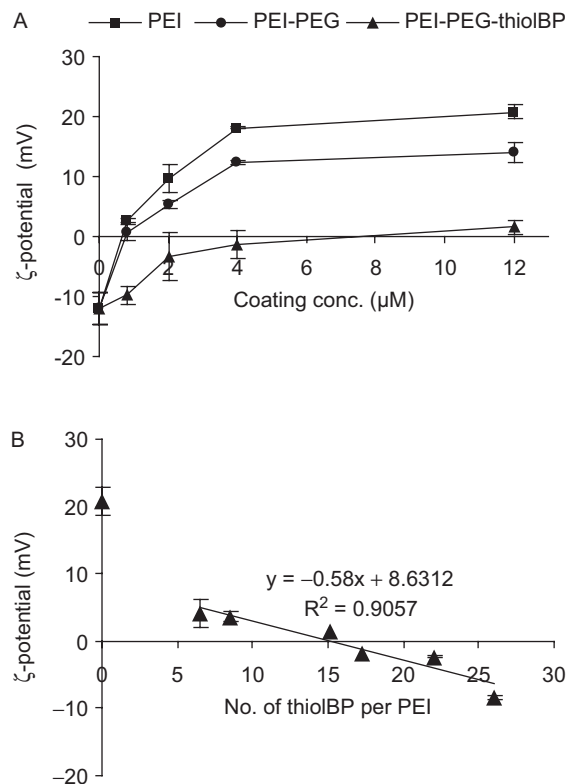 A
PEI PEI-PEG PEI-PEG-thiolBP
30
20
10
0
-10
-20
ζ-potential (mV)
0 2 4 6 8 10 12
Coating conc. (μM)
B
30
20
10
0
−10
−20
ζ-potential (mV)
y = −0.58x + 8.6312
R² = 0.9057
0 5 10 15 20 25 30
No. of thiolBP per PEI